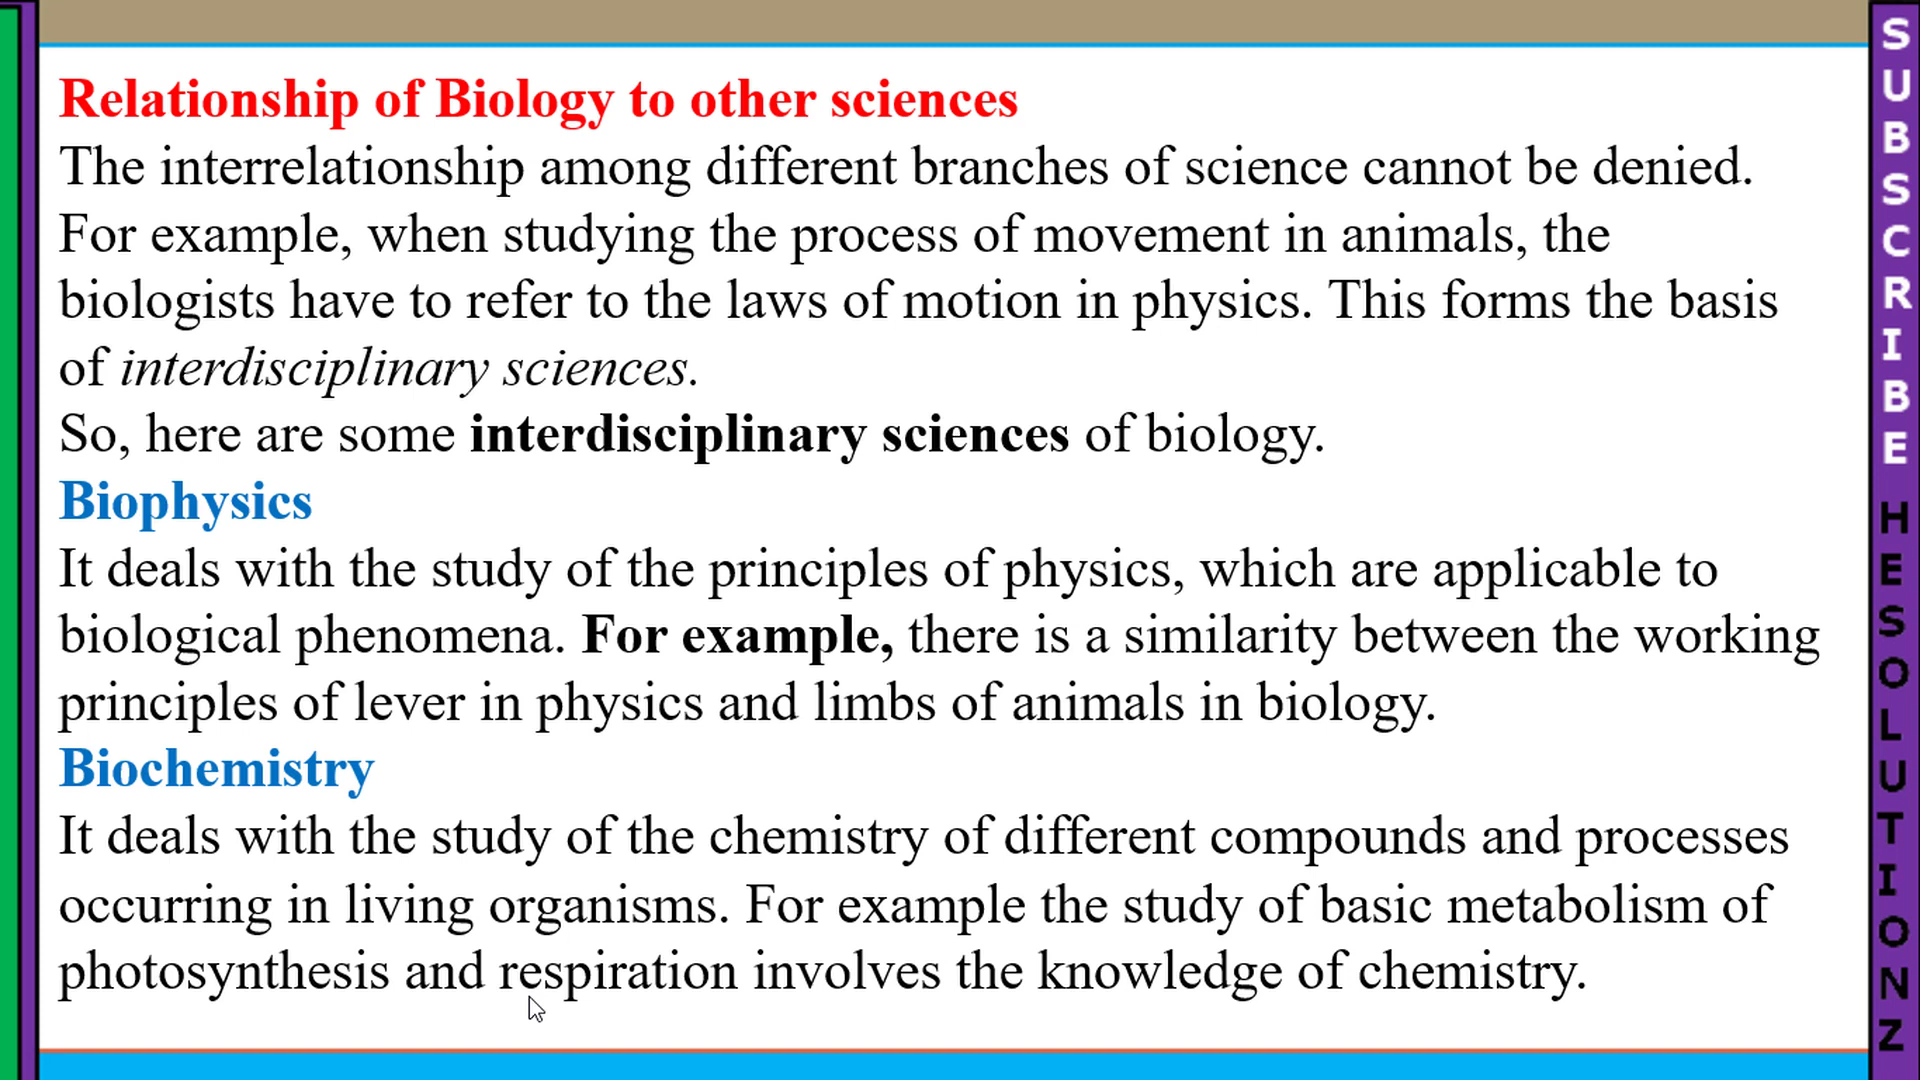 Relationship of Biology to other sciences
The interrelationship among different branches of science cannot be denied.
For example, when studying the process of movement in animals, the
biologists have to refer to the laws of motion in physics. This forms the basis
of interdisciplinary sciences.
So, here are some interdisciplinary sciences of biology.
Biophysics
It deals with the study of the principles of physics, which are applicable to
biological phenomena. For example, there is a similarity between the working
principles of lever in physics and limbs of animals in biology.
Biochemistry
It deals with the study of the chemistry of different compounds and processes
occurring in living organisms. For example the study of basic metabolism of
photosynthesis and respiration involves the knowledge of chemistry.
SUBSCRIBE HESOLUTIONZ